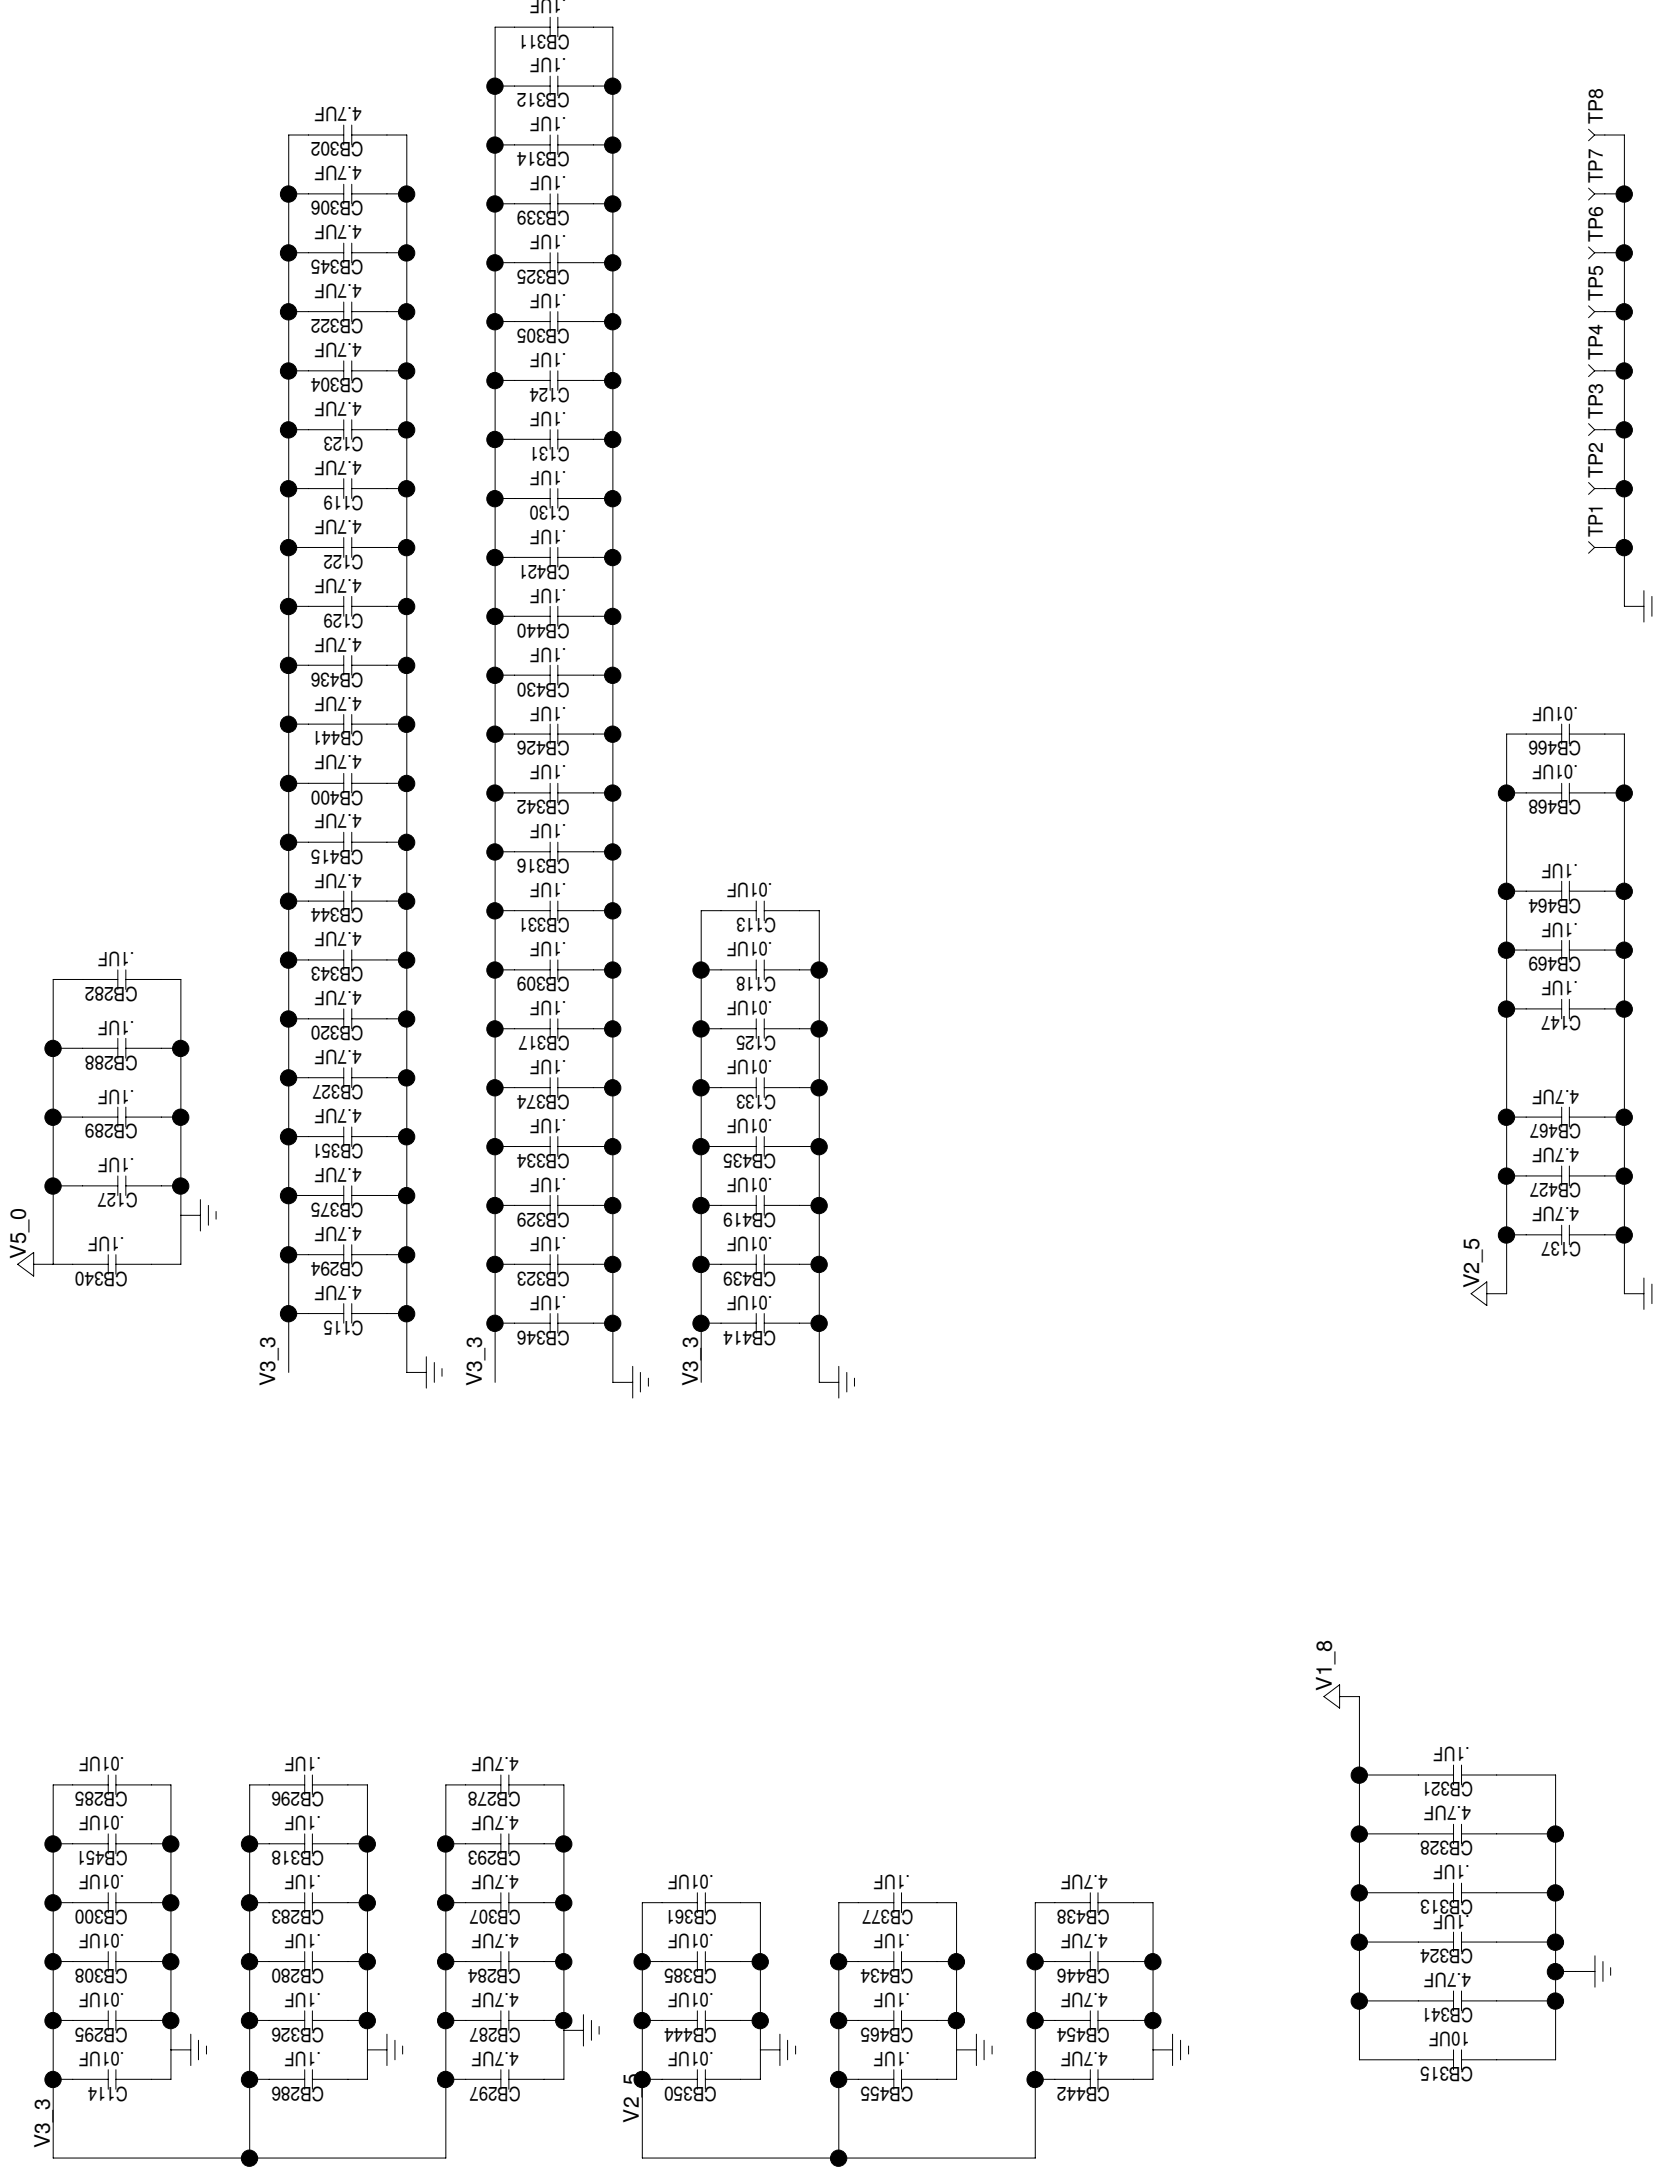 V5_0
.1UF
CB282
.1UF
CB288
.1UF
CB289
.1UF
C127
.1UF
CB340
V3_3
4.7UF
CB302
4.7UF
CB306
4.7UF
CB345
4.7UF
CB322
4.7UF
CB304
4.7UF
C123
4.7UF
C119
4.7UF
C122
4.7UF
C129
4.7UF
CB436
4.7UF
CB441
4.7UF
CB400
4.7UF
CB415
4.7UF
CB344
4.7UF
CB343
4.7UF
CB320
4.7UF
CB327
4.7UF
CB351
4.7UF
CB375
4.7UF
CB294
4.7UF
C115
V3_3
.1UF
CB311
.1UF
CB312
.1UF
CB314
.1UF
CB339
.1UF
CB325
.1UF
CB305
.1UF
C124
.1UF
C131
.1UF
C130
.1UF
CB421
.1UF
CB440
.1UF
CB430
.1UF
CB426
.1UF
CB342
.1UF
CB316
.1UF
CB331
.1UF
CB309
.1UF
CB317
.1UF
CB374
.1UF
CB334
.1UF
CB329
.1UF
CB323
.1UF
CB346
V3_3
.01UF
C113
.01UF
C118
.01UF
C125
.01UF
C133
.01UF
CB435
.01UF
CB419
.01UF
CB439
.01UF
CB414
TP8
TP7
TP6
TP5
TP4
TP3
TP2
TP1
V2_5
.01UF
CB466
.01UF
CB468
.1UF
CB464
.1UF
CB469
.1UF
C147
4.7UF
CB467
4.7UF
CB427
4.7UF
C137
V3_3
.01UF
CB285
.01UF
CB451
.01UF
CB300
.01UF
CB308
.01UF
CB295
.01UF
C114
.1UF
CB296
.1UF
CB318
.1UF
CB283
.1UF
CB280
.1UF
CB326
.1UF
CB286
4.7UF
CB278
4.7UF
CB293
4.7UF
CB307
4.7UF
CB284
4.7UF
CB287
4.7UF
CB297
V2_5
.01UF
CB361
.01UF
CB385
.01UF
CB444
.01UF
CB350
.1UF
CB377
.1UF
CB434
.1UF
CB465
.1UF
CB455
4.7UF
CB438
4.7UF
CB446
4.7UF
CB454
4.7UF
CB442
V1_8
.1UF
CB321
4.7UF
CB328
.1UF
CB313
.1UF
CB324
4.7UF
CB341
10UF
CB315